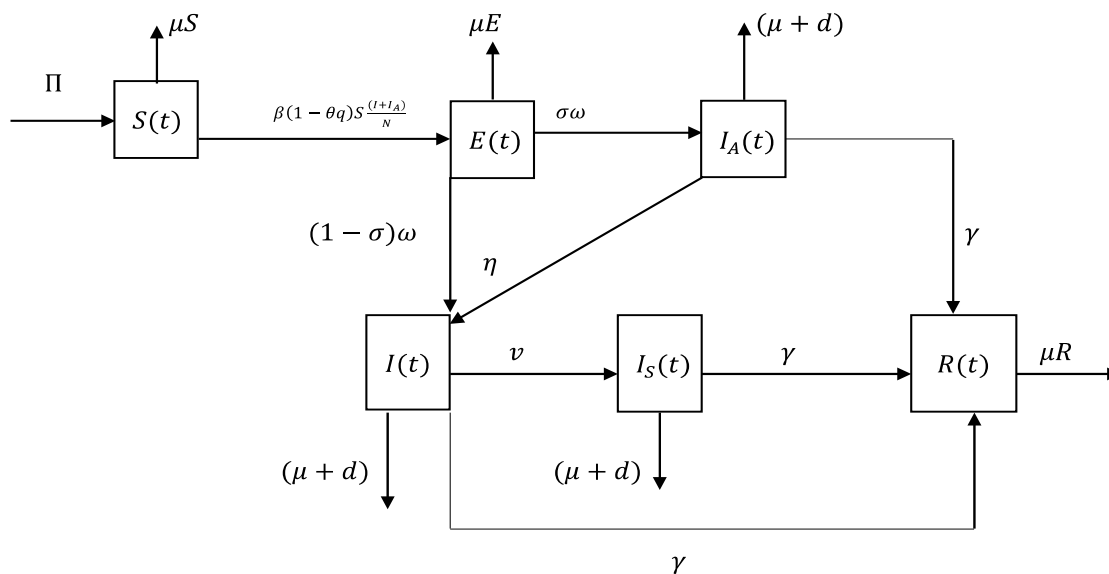 μS
μE
(μ + d)
Π
S(t)
β(1 − θq)S (I+I_A)/N
E(t)
σω
I_A(t)
(1 − σ)ω
η
γ
I(t)
v
I_S(t)
γ
R(t)
μR
(μ + d)
(μ + d)
γ